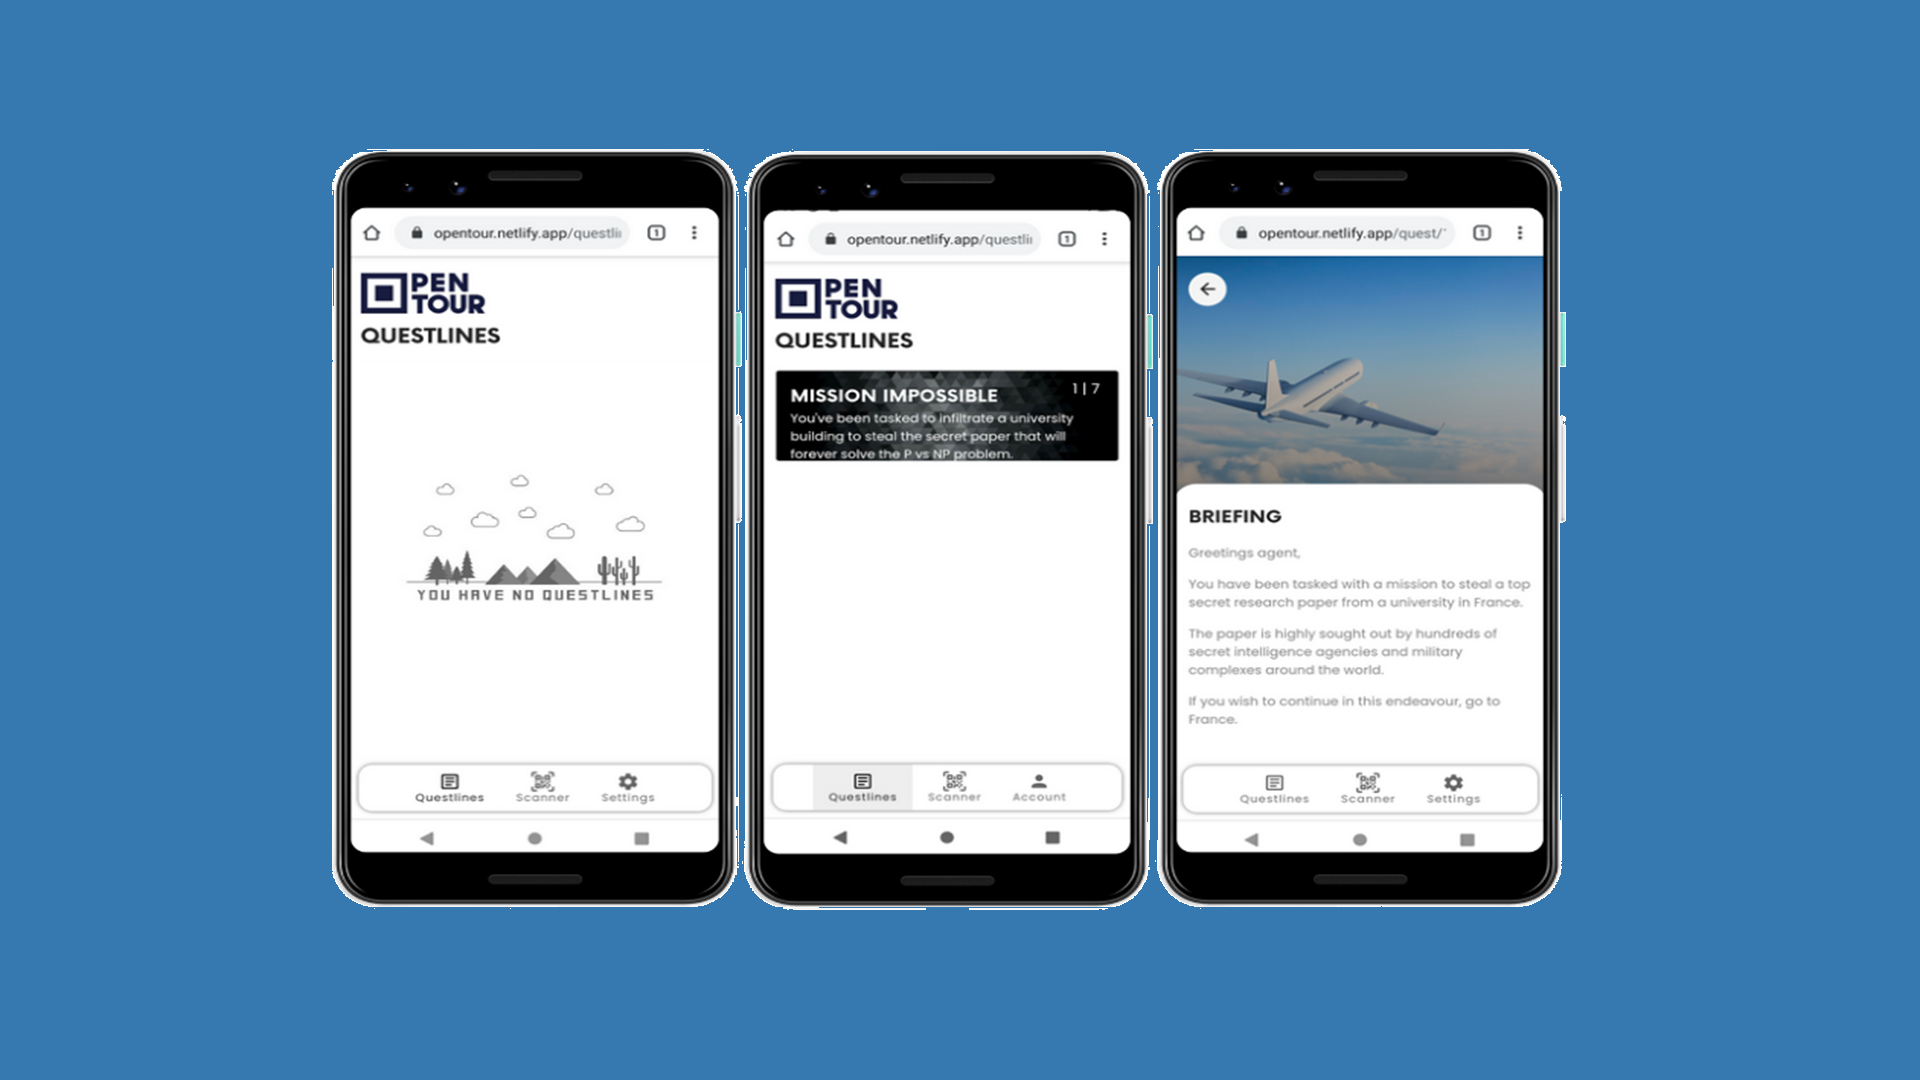 opentour.netlify.app/questli
1
PEN
TOUR
QUESTLINES
YOU HAVE NO QUESTLINES
Questlines
Scanner
Settings
opentour.netlify.app/questli
1
PEN
TOUR
QUESTLINES
MISSION IMPOSSIBLE
1|7
You've been tasked to infiltrate a university
building to steal the secret paper that will
forever solve the P vs NP problem.
Questlines
Scanner
Account
opentour.netlify.app/quest/
1
BRIEFING
Greetings agent,
You have been tasked with a mission to steal a top
secret research paper from a university in France.
The paper is highly sought out by hundreds of
secret intelligence agencies and military
complexes around the world.
If you wish to continue in this endeavour, go to
France.
Questlines
Scanner
Settings